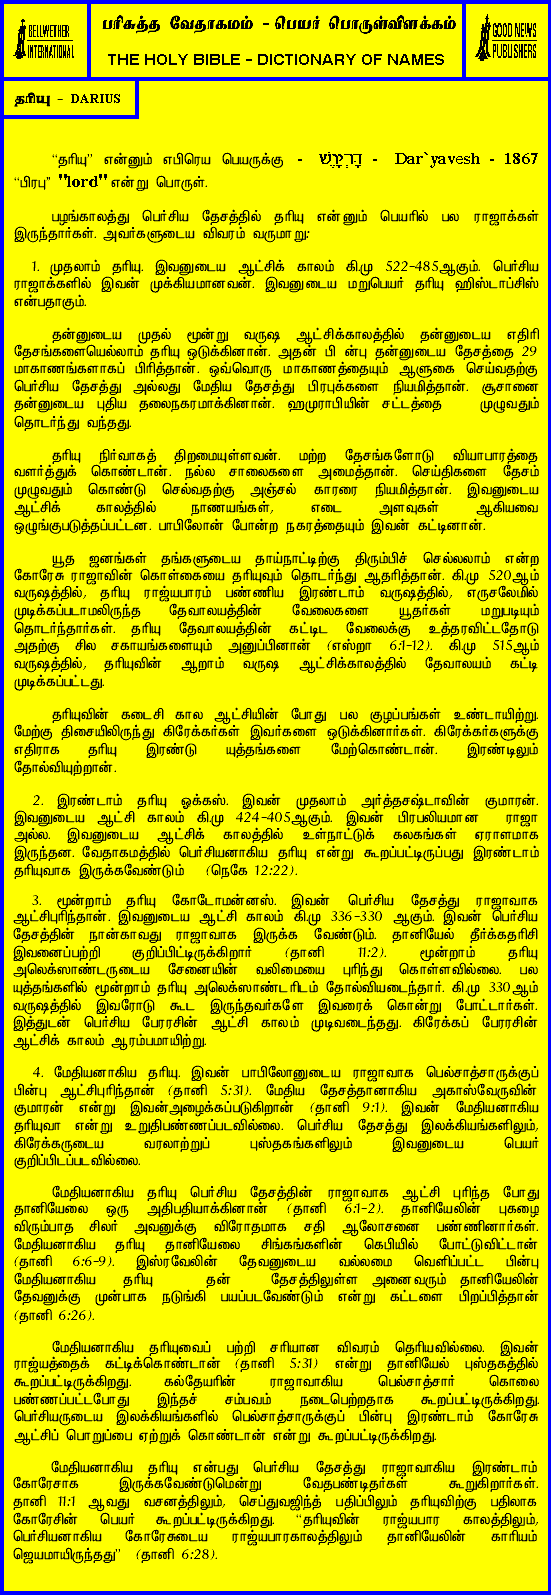 BELLWETHER
INTERNATIONAL
பரிசுத்த வேதாகமம் - பெயர் பொருள்விளக்கம்
THE HOLY BIBLE - DICTIONARY OF NAMES
GOOD NEWS
PUBLISHERS
தரியு - DARIUS
“தரியு” என்னும் எபிரெய பெயருக்கு - דָּרְיָוֶשׁ - Dar`yavesh - 1867
“பிரபு” "lord" என்று பொருள்.
பழங்காலத்து பெர்சிய தேசத்தில் தரியு என்னும் பெயரில் பல ராஜாக்கள்
இருந்தார்கள். அவர்களுடைய விவரம் வருமாறு:
1. முதலாம் தரியு. இவனுடைய ஆட்சிக் காலம் கி.மு 522-485ஆகும். பெர்சிய
ராஜாக்களில் இவன் முக்கியமானவன். இவனுடைய மறுபெயர் தரியு ஹிஸ்டாப்சிஸ்
என்பதாகும்.
தன்னுடைய முதல் மூன்று வருஷ ஆட்சிக்காலத்தில் தன்னுடைய எதிரி
தேசங்களையெல்லாம் தரியு ஒடுக்கினான். அதன் பி ன்பு தன்னுடைய தேசத்தை 29
மாகாணங்களாகப் பிரித்தான். ஒவ்வொரு மாகாணத்தையும் ஆளுகை செய்வதற்கு
பெர்சிய தேசத்து அல்லது மேதிய தேசத்து பிரபுக்களை நியமித்தான். சூசானை
தன்னுடைய புதிய தலைநகரமாக்கினான். ஹமுராபியின் சட்டத்தை முழுவதும்
தொடர்ந்து வந்தது.
தரியு நிர்வாகத் திறமையுள்ளவன். மற்ற தேசங்களோடு வியாபாரத்தை
வளர்த்துக் கொண்டான். நல்ல சாலைகளை அமைத்தான். செய்திகளை தேசம்
முழுவதும் கொண்டு செல்வதற்கு அஞ்சல் காரரை நியமித்தான். இவனுடைய
ஆட்சிக் காலத்தில் நாணயங்கள், எடை அளவுகள் ஆகியவை
ஒழுங்குபடுத்தப்பட்டன. பாபிலோன் போன்ற நகரத்தையும் இவன் கட்டினான்.
யூத ஜனங்கள் தங்களுடைய தாய்நாட்டிற்கு திரும்பிச் செல்லலாம் என்ற
கோரேசு ராஜாவின் கொள்கையை தரியுவும் தொடர்ந்து ஆதரித்தான். கி.மு 520ஆம்
வருஷத்தில், தரியு ராஜ்யபாரம் பண்ணிய இரண்டாம் வருஷத்தில், எருசலேமில்
முடிக்கப்படாமலிருந்த தேவாலயத்தின் வேலைகளை யூதர்கள் மறுபடியும்
தொடர்ந்தார்கள். தரியு தேவாலயத்தின் கட்டிட வேலைக்கு உத்தரவிட்டதோடு
அதற்கு சில சகாயங்களையும் அனுப்பினான் (எஸ்றா 6:1-12). கி.மு 515ஆம்
வருஷத்தில், தரியுவின் ஆறாம் வருஷ ஆட்சிக்காலத்தில் தேவாலயம் கட்டி
முடிக்கப்பட்டது.
தரியுவின் கடைசி கால ஆட்சியின் போது பல குழப்பங்கள் உண்டாயிற்று.
மேற்கு திசையிலிருந்து கிரேக்கர்கள் இவர்களை ஒடுக்கினார்கள். கிரேக்கர்களுக்கு
எதிராக தரியு இரண்டு யுத்தங்களை மேற்கொண்டான். இரண்டிலும்
தோல்வியுற்றான்.
2. இரண்டாம் தரியு ஓக்கஸ். இவன் முதலாம் அர்த்தசஷ்டாவின் குமாரன்.
இவனுடைய ஆட்சி காலம் கி.மு 424-405ஆகும். இவன் பிரபலியமான ராஜா
அல்ல. இவனுடைய ஆட்சிக் காலத்தில் உள்நாட்டுக் கலகங்கள் ஏராளமாக
இருந்தன. வேதாகமத்தில் பெர்சியனாகிய தரியு என்று கூறப்பட்டிருப்பது இரண்டாம்
தரியுவாக இருக்கவேண்டும் (நெகே 12:22).
3. மூன்றாம் தரியு கோடோமன்னஸ். இவன் பெர்சிய தேசத்து ராஜாவாக
ஆட்சிபுரிந்தான். இவனுடைய ஆட்சி காலம் கி.மு 336-330 ஆகும். இவன் பெர்சிய
தேசத்தின் நான்காவது ராஜாவாக இருக்க வேண்டும். தானியேல் தீர்க்கதரிசி
இவனைப்பற்றி குறிப்பிட்டிருக்கிறார் (தானி 11:2). மூன்றாம் தரியு
அலெக்ஸாண்டருடைய சேனையின் வலிமையை புரிந்து கொள்ளவில்லை. பல
யுத்தங்களில் மூன்றாம் தரியு அலெக்ஸாண்டரிடம் தோல்வியடைந்தார். கி.மு 330ஆம்
வருஷத்தில் இவரோடு கூட இருந்தவர்களே இவரைக் கொன்று போட்டார்கள்.
இத்துடன் பெர்சிய பேரரசின் ஆட்சி காலம் முடிவடைந்தது. கிரேக்கப் பேரரசின்
ஆட்சிக் காலம் ஆரம்பமாயிற்று.
4. மேதியனாகிய தரியு. இவன் பாபிலோனுடைய ராஜாவாக பெல்சாத்சாருக்குப்
பின்பு ஆட்சிபுரிந்தான் (தானி 5:31). மேதிய தேசத்தானாகிய அகாஸ்வேருவின்
குமாரன் என்று இவன்அழைக்கப்படுகிறான் (தானி 9:1). இவன் மேதியனாகிய
தரியுவா என்று உறுதிபண்ணப்படவில்லை. பெர்சிய தேசத்து இலக்கியங்களிலும்,
கிரேக்கருடைய வரலாற்றுப் புஸ்தகங்களிலும் இவனுடைய பெயர்
குறிப்பிடப்படவில்லை.
மேதியனாகிய தரியு பெர்சிய தேசத்தின் ராஜாவாக ஆட்சி புரிந்த போது
தானியேலை ஒரு அதிபதியாக்கினான் (தானி 6:1-2). தானியேலின் புகழை
விரும்பாத சிலர் அவனுக்கு விரோதமாக சதி ஆலோசனை பண்ணினார்கள்.
மேதியனாகிய தரியு தானியேலை சிங்கங்களின் கெபியில் போட்டுவிட்டான்
(தானி 6:6-9). இஸ்ரவேலின் தேவனுடைய வல்லமை வெளிப்பட்ட பின்பு
மேதியனாகிய தரியு தன் தேசத்திலுள்ள அனைவரும் தானியேலின்
தேவனுக்கு முன்பாக நடுங்கி பயப்படவேண்டும் என்று கட்டளை பிறப்பித்தான்
(தானி 6:26).
மேதியனாகிய தரியுவைப் பற்றி சரியான விவரம் தெரியவில்லை. இவன்
ராஜ்யத்தைக் கட்டிக்கொண்டான் (தானி 5:31) என்று தானியேல் புஸ்தகத்தில்
கூறப்பட்டிருக்கிறது. கல்தேயரின் ராஜாவாகிய பெல்சாத்சார் கொலை
பண்ணப்பட்டபோது இந்தச் சம்பவம் நடைபெற்றதாக கூறப்பட்டிருக்கிறது.
பெர்சியருடைய இலக்கியங்களில் பெல்சாத்சாருக்குப் பின்பு இரண்டாம் கோரேசு
ஆட்சிப் பொறுப்பை ஏற்றுக் கொண்டான் என்று கூறப்பட்டிருக்கிறது.
மேதியனாகிய தரியு என்பது பெர்சிய தேசத்து ராஜாவாகிய இரண்டாம்
கோரேசாக இருக்கவேண்டுமென்று வேதபண்டிதர்கள் கூறுகிறார்கள்.
தானி 11:1 ஆவது வசனத்திலும், செப்துவஜிந்த் பதிப்பிலும் தரியுவிற்கு பதிலாக
கோரேசின் பெயர் கூறப்பட்டிருக்கிறது. “தரியுவின் ராஜ்யபார காலத்திலும்,
பெர்சியனாகிய கோரேசுடைய ராஜ்யபாரகாலத்திலும் தானியேலின் காரியம்
ஜெயமாயிருந்தது” (தானி 6:28).